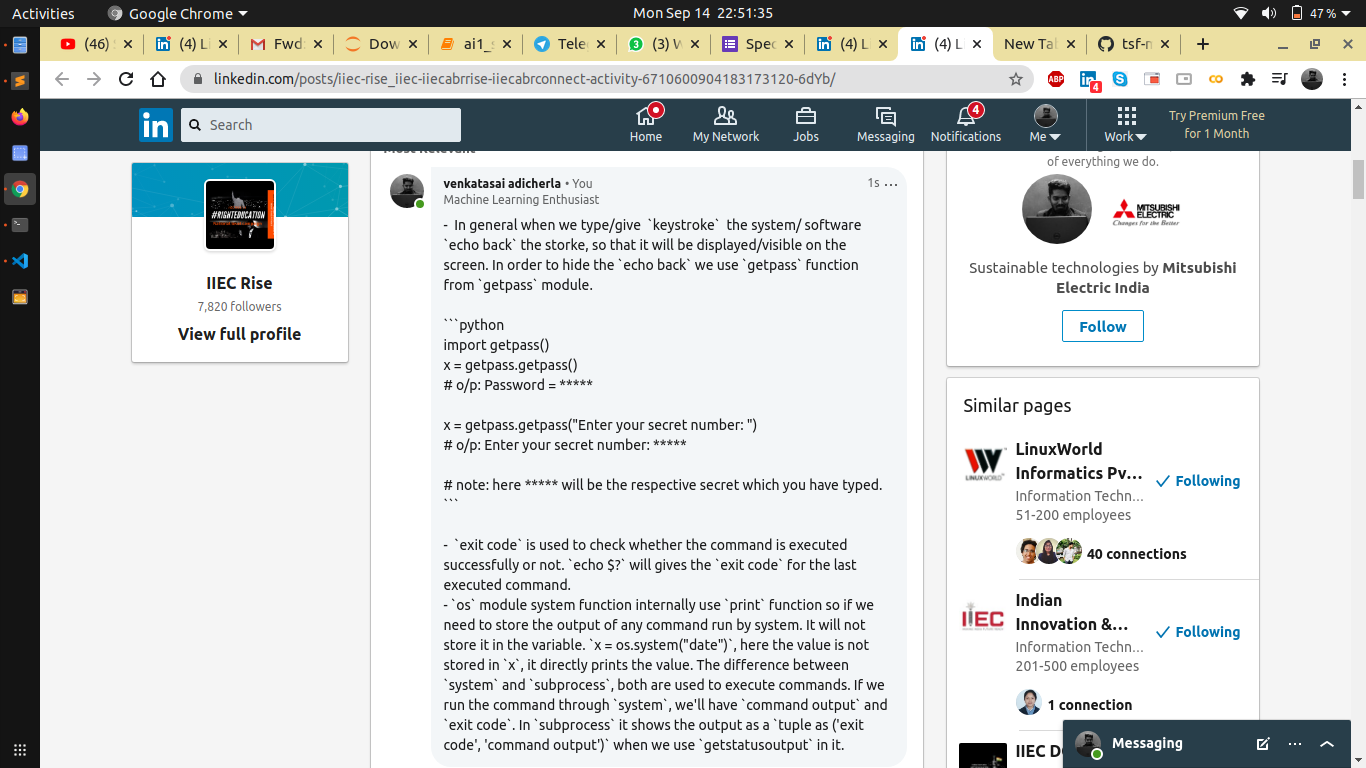 Activities
Google Chrome
Mon Sep 14 22:51:35
47 %
(46)
(4) L
Fwd:
Dow
ai1_
Tele
(3) W
Spec
(4) L
(4) L
New Ta
tsf-
linkedin.com/posts/iiec-rise_iiec-iiecabrrise-iiecabrconnect-activity-6710600904183173120-6dYb/
ABP
4
in
Search
Home
My Network
Jobs
Messaging
4
Notifications
Me
Work
Try Premium Free
for 1 Month
#RIGHTEDUCATION
IIEC Rise
7,820 followers
View full profile
Most Relevant
venkatasai adicherla • You
1s
Machine Learning Enthusiast
- In general when we type/give `keystroke` the system/ software
`echo back` the storke, so that it will be displayed/visible on the
screen. In order to hide the `echo back` we use `getpass` function
from `getpass` module.
```python
import getpass()
x = getpass.getpass()
# o/p: Password = *****
x = getpass.getpass("Enter your secret number: ")
# o/p: Enter your secret number: *****
# note: here ***** will be the respective secret which you have typed.
```
- `exit code` is used to check whether the command is executed
successfully or not. `echo $?` will gives the `exit code` for the last
executed command.
- `os` module system function internally use `print` function so if we
need to store the output of any command run by system. It will not
store it in the variable. `x = os.system("date")`, here the value is not
stored in `x`, it directly prints the value. The difference between
`system` and `subprocess`, both are used to execute commands. If we
run the command through `system`, we'll have `command output` and
`exit code`. In `subprocess` it shows the output as a `tuple as ('exit
code', 'command output')` when we use `getstatusoutput` in it.
of everything we do.
MITSUBISHI
ELECTRIC
Changes for the Better
Sustainable technologies by Mitsubishi
Electric India
Follow
Similar pages
LINUXWORLD
LinuxWorld
Informatics Pv...
Following
Information Techn...
51-200 employees
40 connections
IIEC
Indian
Innovation &...
Following
Information Techn...
201-500 employees
1 connection
IIEC D
Messaging